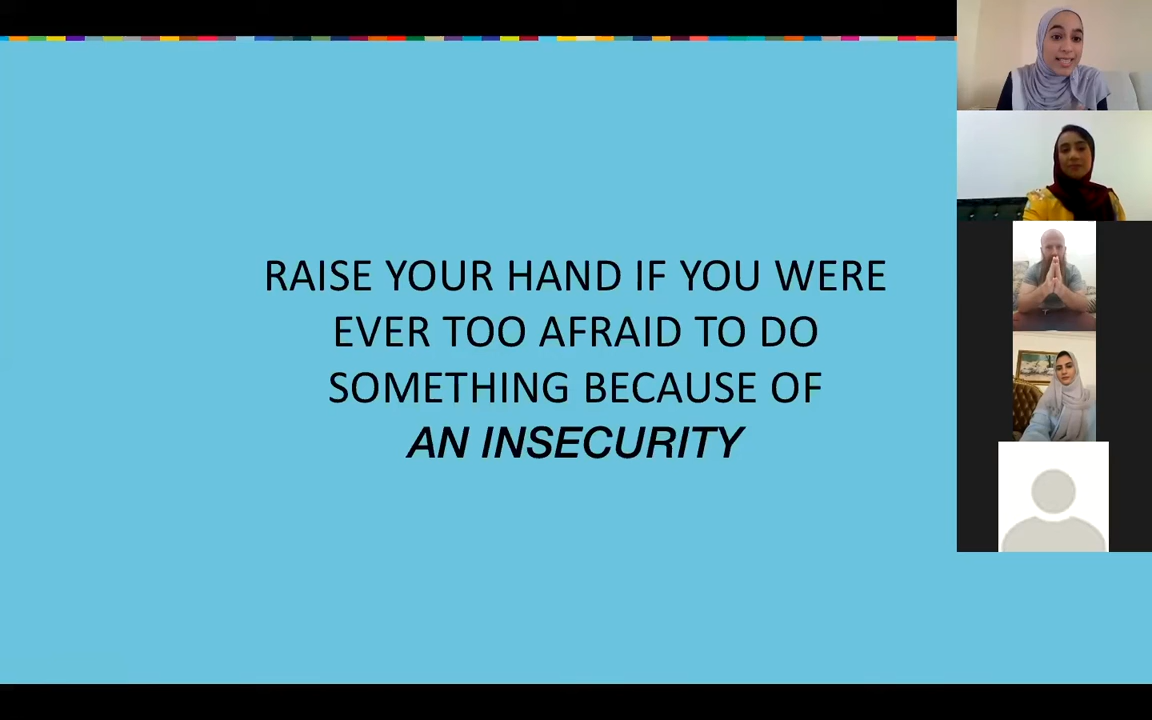 RAISE YOUR HAND IF YOU WERE
EVER TOO AFRAID TO DO
SOMETHING BECAUSE OF
AN INSECURITY